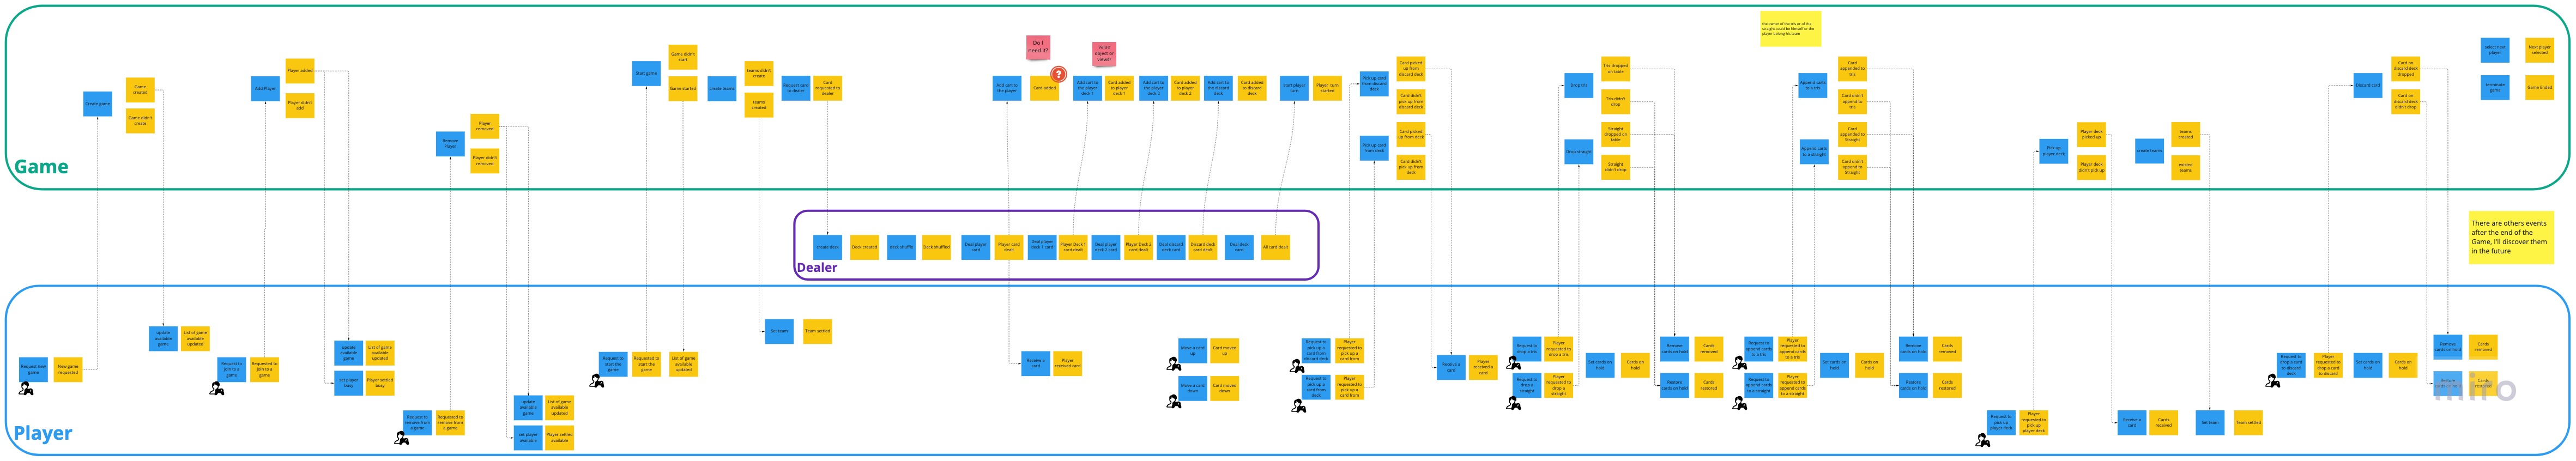 the owner of the tris or of the
straight could be himself or the
player belong his team
Do I
need it?
value
object or
views?
Create game
Game
created
Game didn't
create
Add Player
Player added
Player didn't
add
Remove
Player
Player
removed
Player didn't
removed
Start game
Game didn't
start
Game started
create teams
teams didn't
create
teams
created
Request card
to dealer
Card
requested to
dealer
Add cart to
the player
Card added
Add cart to
the player
deck 1
Card added
to player
deck 1
Add cart to
the player
deck 2
Card added
to player
deck 2
Add cart to
the discard
deck
Card added
to discard
deck
start player
turn
Player turn
started
Pick up card
from discard
deck
Card picked
up from
discard deck
Card didn't
pick up from
discard deck
Pick up card
from deck
Card picked
up from deck
Card didn't
pick up from
deck
Drop tris
Tris dropped
on table
Tris didn't
drop
Drop straight
Straight
dropped on
table
Straight
didn't drop
Append cards
to a tris
Card
appended to
tris
Card didn't
append to
tris
Append cards
to a straight
Card
appended to
Straight
Card didn't
append to
Straight
Pick up
player deck
Player deck
picked up
Player deck
didn't pick up
create teams
teams
created
existed
teams
Discard card
Card on
discard deck
dropped
Card on
discard deck
didn't drop
select next
player
Next player
selected
game
Game Ended
Game
create deck
Deck created
deck shuffle
Deck shuffled
Deal player
card
Player card
dealt
Deal player
deck 1 card
Player Deck 1
card dealt
Deal player
deck 2 card
Player Deck 2
card dealt
Deal discard
deck card
Discard deck
card dealt
Deal deck
card
All card dealt
Dealer
There are others events
after the end of the
Game, I'll discover them
in the future
Request new
game
New game
requested
update
available
game
List of game
available
updated
Request to
join to a
game
Requested to
join to a
game
update
available
game
List of game
available
updated
set player
busy
Player settled
busy
Request to
remove from
a game
Requested to
remove from
a game
update
available
game
List of game
available
updated
set player
available
Player settled
available
Request to
start the
game
Requested to
start the
game
List of game
available
updated
Set team
Team settled
Receive a
card
Player
received card
Move a card
up
Card moved
up
Move a card
down
Card moved
down
Request to
pick up a
card from
discard deck
Player
requested to
pick up a
card from
Request to
pick up a
card from
deck
Player
requested to
pick up a
card from
Receive a
card
Player
received a
card
Request to
drop a tris
Player
requested to
drop a tris
Request to
drop a
straight
Player
requested to
drop a
straight
Set cards on
hold
Cards on
hold
Remove
cards on hold
Cards
removed
Restore
cards on hold
Cards
restored
Request to
append cards
to a tris
Player
requested to
append cards
to a tris
Request to
append cards
to a straight
Player
requested to
append cards
to a straight
Set cards on
hold
Cards on
hold
Remove
cards on hold
Cards
removed
Restore
cards on hold
Cards
restored
Request to
pick up
player deck
Player
requested to
pick up
player deck
Receive a
card
Cards
received
Set team
Team settled
Request to
drop a card
to discard
deck
Player
requested to
drop a card
to discard
Set cards on
hold
Cards on
hold
Remove
cards on hold
Cards
removed
miro
Player